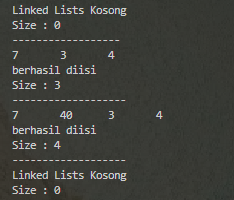 Linked Lists Kosong
Size : 0
-------------------
7 3 4
berhasil diisi
Size : 3
--------------------
7 40 3 4
berhasil diisi
Size : 4
--------------------
Linked Lists Kosong
Size : 0